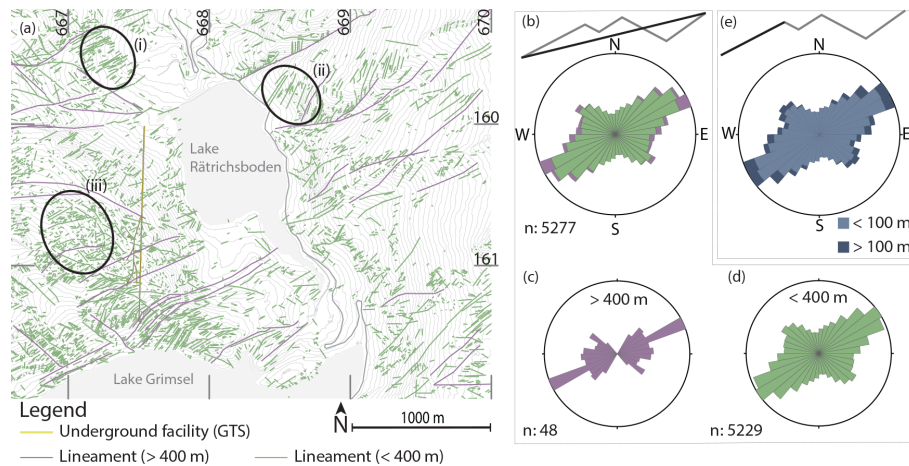 (a)
667
668
669
670
(i)
(ii)
160
Lake
Rätrichsboden
(iii)
161
Lake Grimsel
Legend
Underground facility (GTS)
Lineament (> 400 m)
Lineament (< 400 m)
N
1000 m
(b)
N
W
E
S
n: 5277
(e)
N
W
E
S
< 100 m
> 100 m
(c)
> 400 m
n: 48
(d)
< 400 m
n: 5229